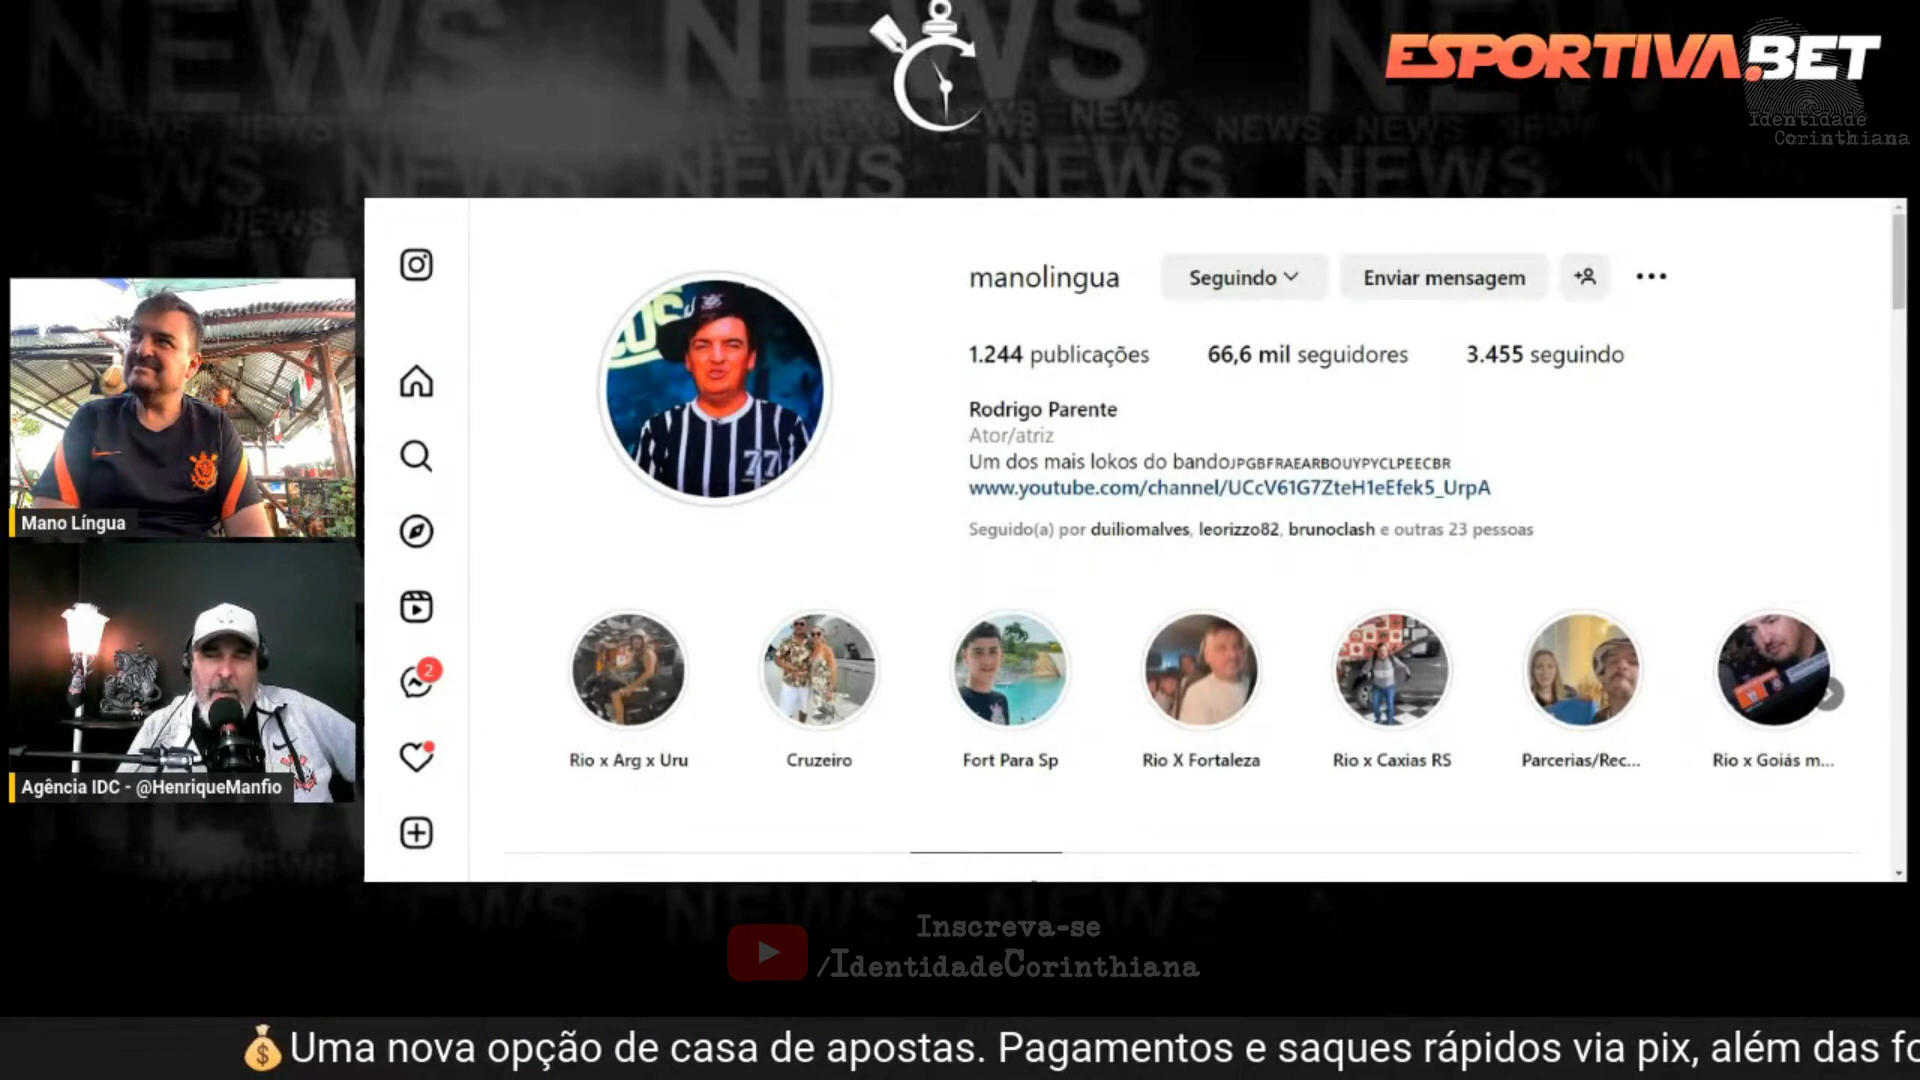 NEWS
ESPORTIVA.BET
Identidade
Corinthiana
manolingua
Seguindo
Enviar mensagem
1.244 publicações
66,6 mil seguidores
3.455 seguindo
Rodrigo Parente
Ator/atriz
Um dos mais lokos do bandoJPGBFRAEARBOUYPYCLPEECBR
www.youtube.com/channel/UCcV61G7ZteH1eEfek5_UrpA
Seguido(a) por duiliomalves, leorizzo82, brunoclash e outras 23 pessoas
77
Mano Língua
2
Agência IDC - @HenriqueManfio
Rio x Arg x Uru
Cruzeiro
Fort Para Sp
Rio X Fortaleza
Rio x Caxias RS
Parcerias/Rec...
Rio x Goiás m...
Inscreva-se
/IdentidadeCorinthiana
Uma nova opção de casa de apostas. Pagamentos e saques rápidos via pix, além das fo